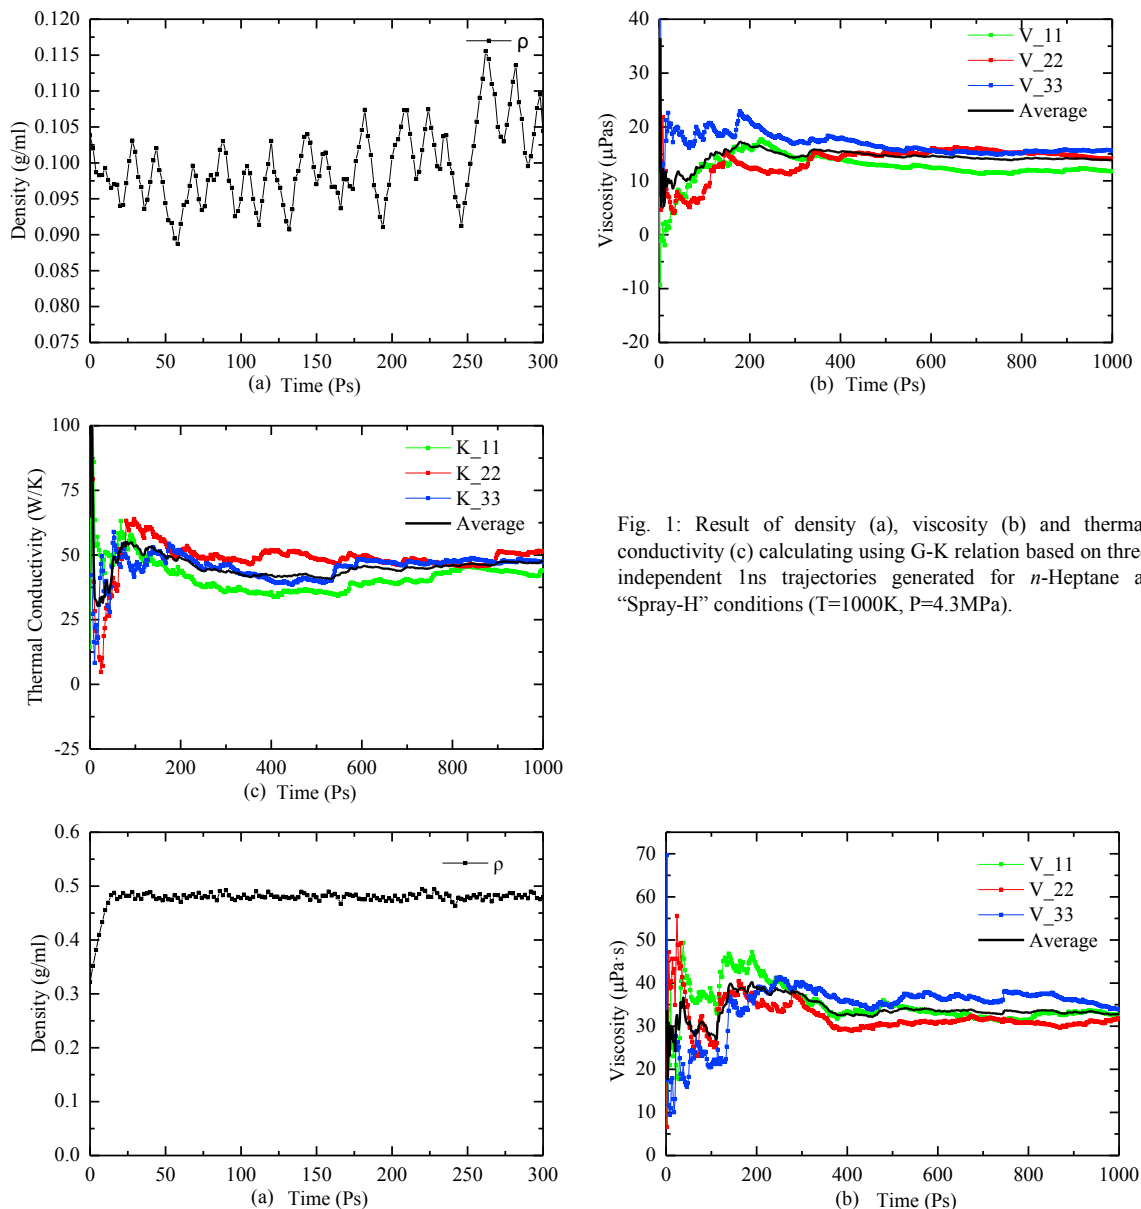 0.120
0.115
0.110
0.105
0.100
0.095
0.090
0.085
0.080
0.075
Density (g/ml)
ρ
0 50 100 150 200 250 300
(a) Time (Ps)
40
30
20
10
0
-10
-20
Viscosity (μPas)
V_11
V_22
V_33
Average
0 200 400 600 800 1000
(b) Time (Ps)
100
75
50
25
0
-25
Thermal Conductivity (W/K)
K_11
K_22
K_33
Average
0 200 400 600 800 1000
(c) Time (Ps)
Fig. 1: Result of density (a), viscosity (b) and therma
conductivity (c) calculating using G-K relation based on three
independent 1ns trajectories generated for n-Heptane a
“Spray-H” conditions (T=1000K, P=4.3MPa).
0.6
0.5
0.4
0.3
0.2
0.1
0.0
Density (g/ml)
ρ
0 50 100 150 200 250 300
(a) Time (Ps)
70
60
50
40
30
20
10
0
Viscosity (μPa·s)
V_11
V_22
V_33
Average
0 200 400 600 800 1000
(b) Time (Ps)